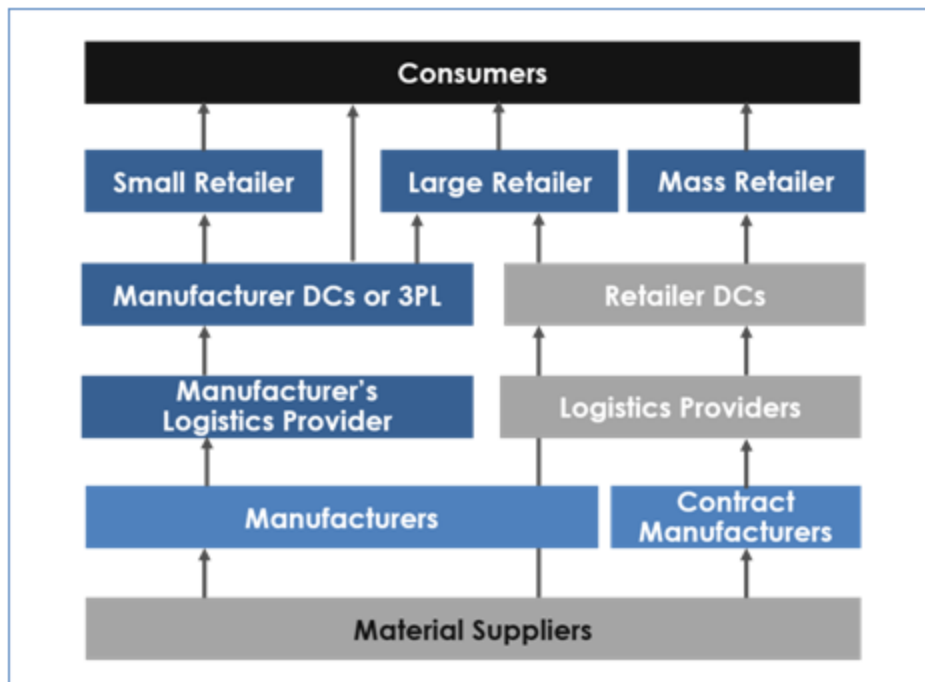 Consumers
Small Retailer
Large Retailer
Mass Retailer
Manufacturer DCs or 3PL
Retailer DCs
Manufacturer’s
Logistics Provider
Logistics Providers
Manufacturers
Contract
Manufacturers
Material Suppliers